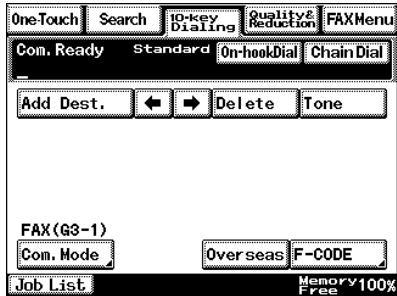 One-Touch Search 10-key Dialing Quality& Reduction FAXMenu
Com. Ready Standard On-hookDial Chain Dial
Add Dest. ← → Delete Tone
FAX(G3-1)
Com. Mode Overseas F-CODE
Job List Memory Free 100%